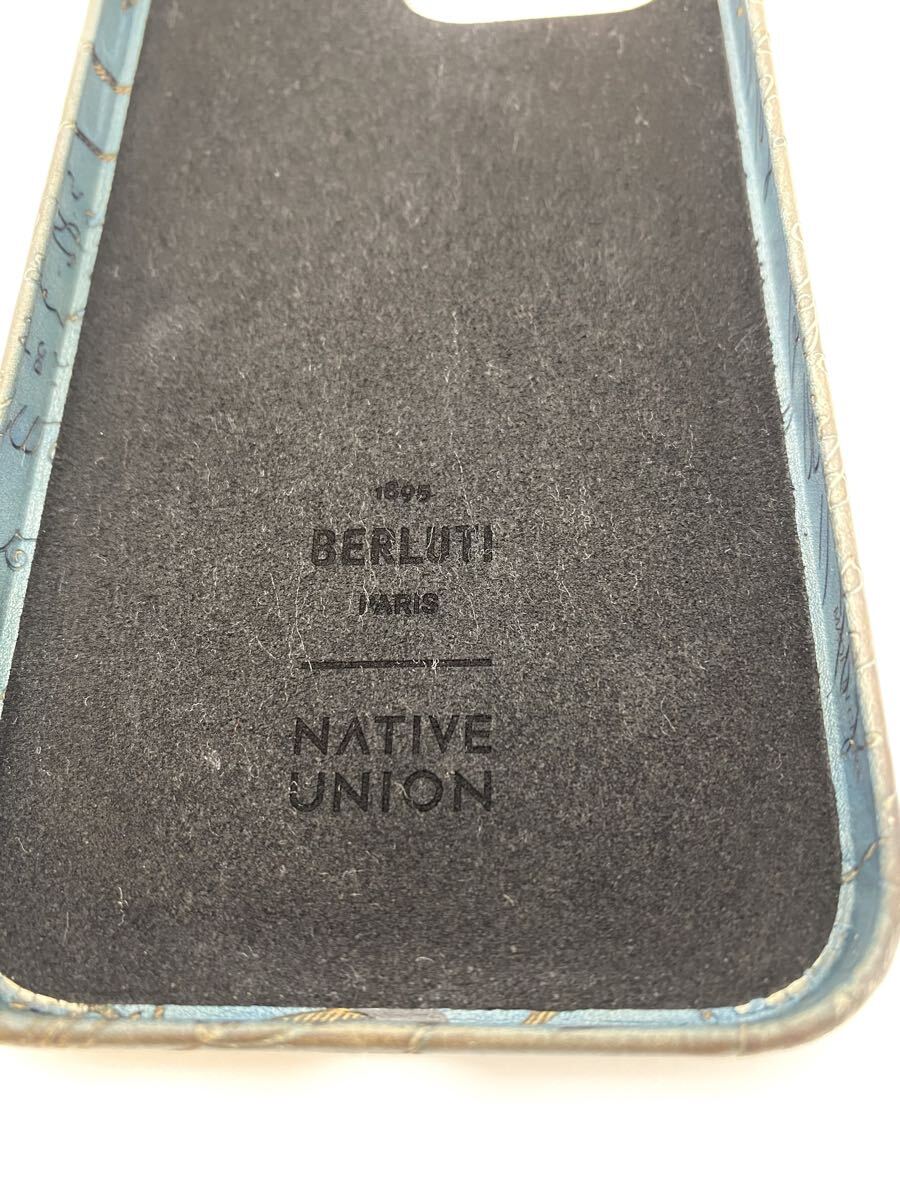 1895
BERLUTI
PARIS
NATIVE
UNION